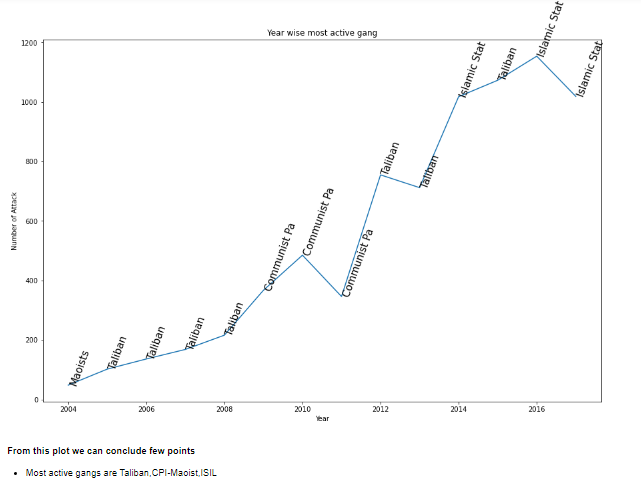 Year wise most active gang
Number of Attack
1200
1000
800
600
400
200
0
Maoists
Taliban
Taliban
Taliban
Taliban
Communist Pa
Communist Pa
Communist Pa
Taliban
Taliban
Islamic Stat
Taliban
Islamic Stat
Islamic Stat
2004 2006 2008 2010 2012 2014 2016
Year
From this plot we can conclude few points
• Most active gangs are Taliban,CPI-Maoist,ISIL